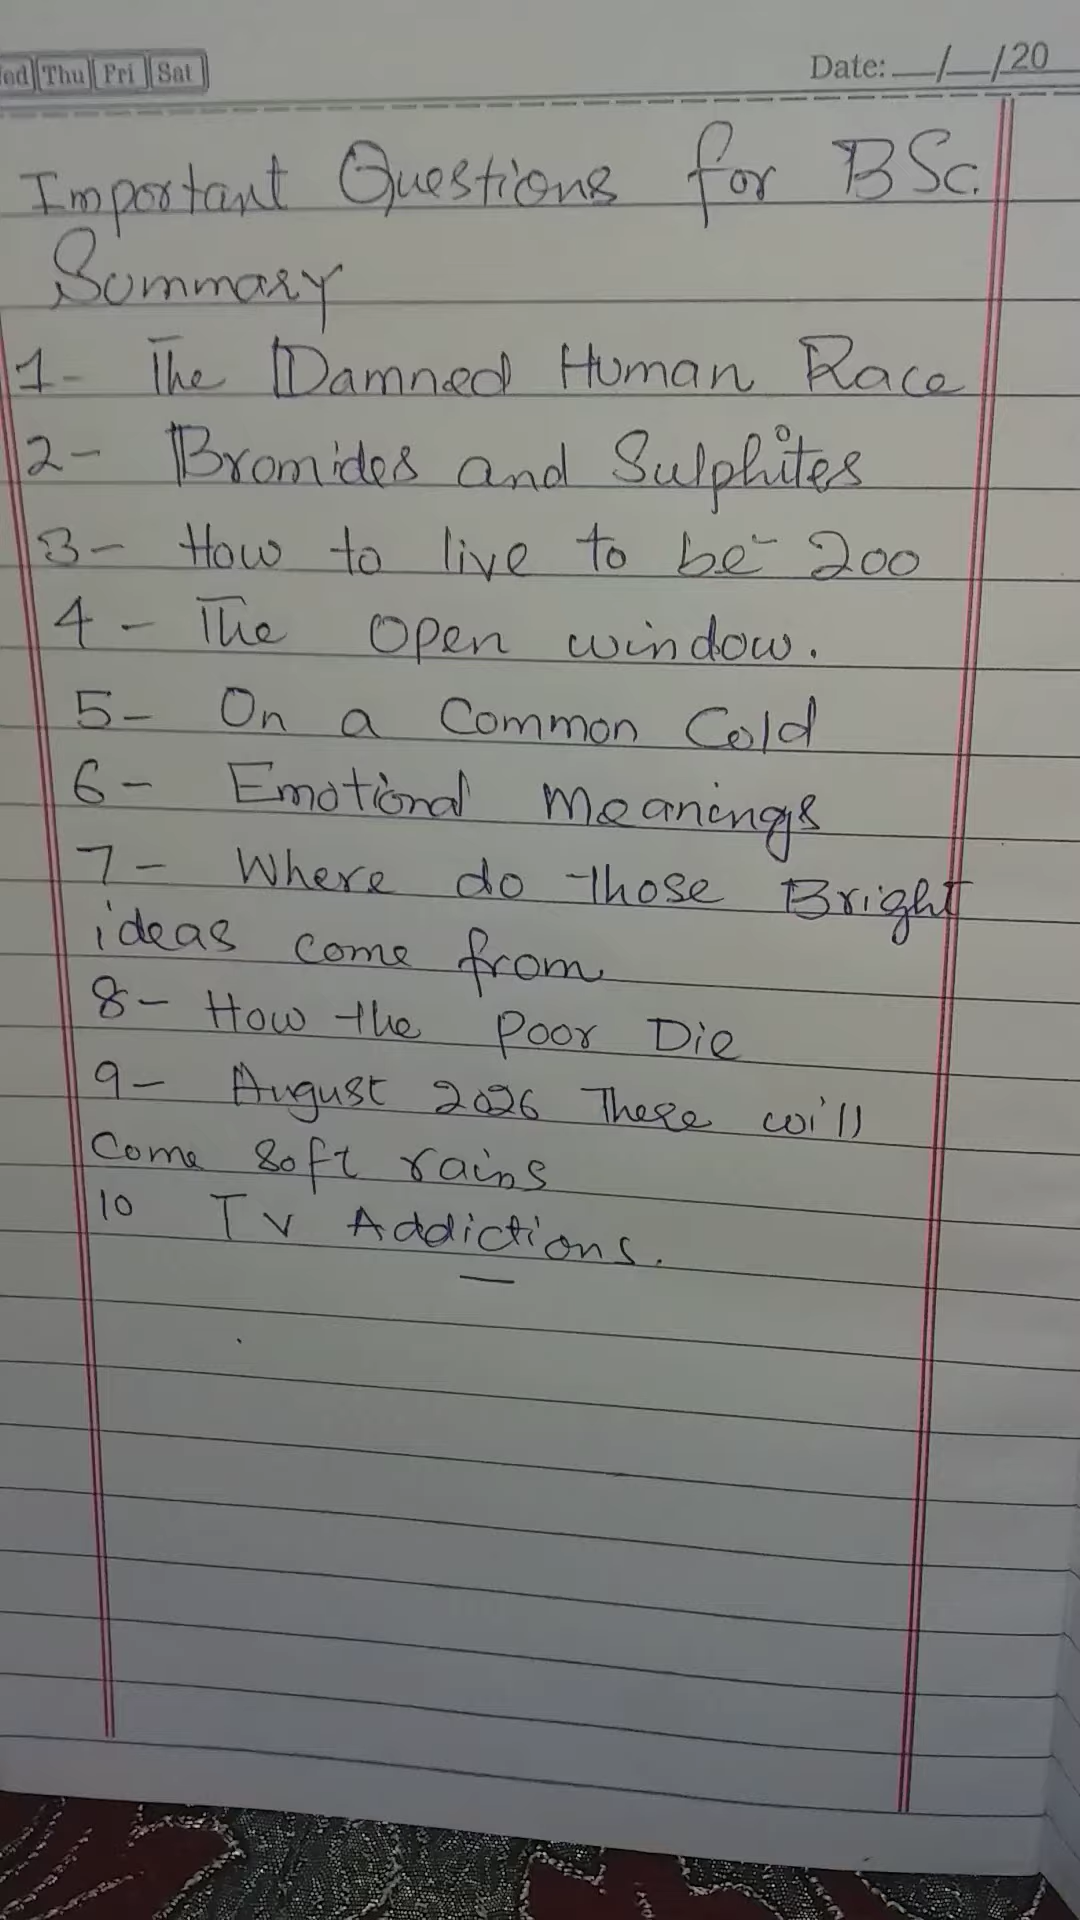 Thu Fri Sat
Date: __/__/20
Important Questions for BSc.
Summary
1- The Damned Human Race
2- Bromides and Sulphites
3- How to live to be 200
4- The Open window.
5- On a Common Cold
6- Emotional Meanings
7- Where do those Bright
ideas come from
8- How the Poor Die
9- August 2026 There will
Come Soft rains
10 TV Addictions.